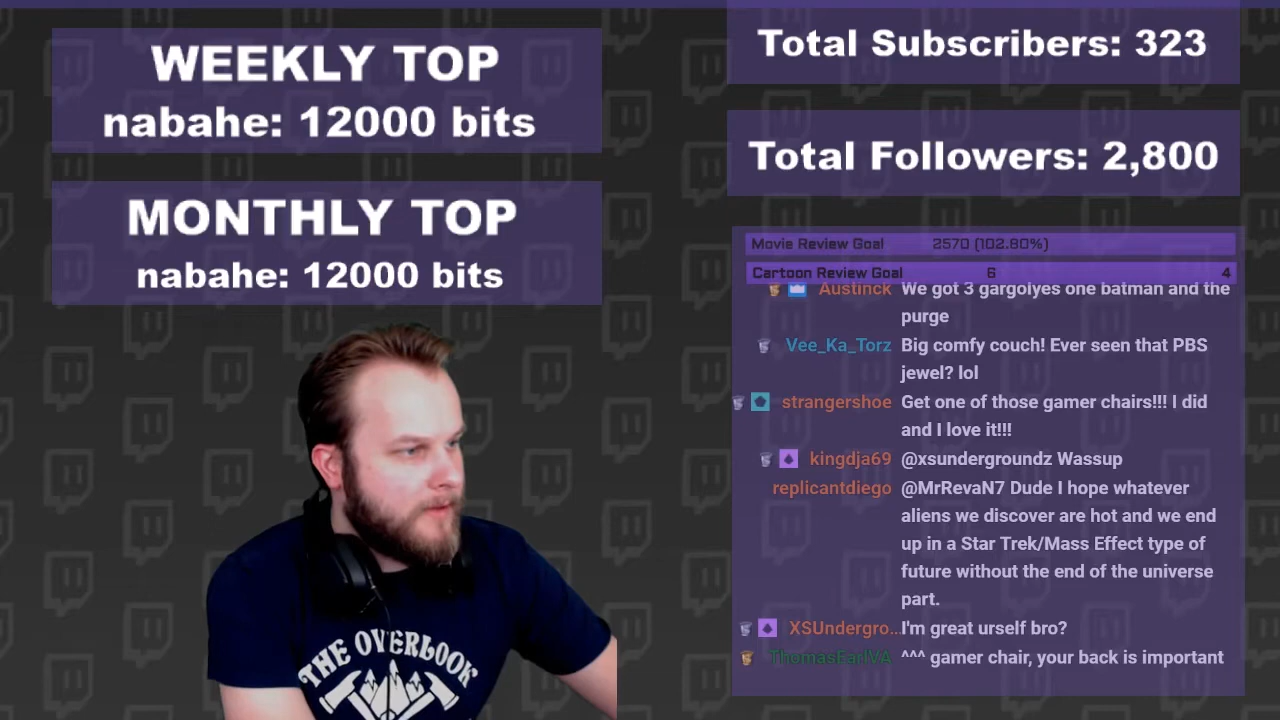 WEEKLY TOP
nabahe: 12000 bits
MONTHLY TOP
nabahe: 12000 bits
THE OVERLOOK
Total Subscribers: 323
Total Followers: 2,800
Movie Review Goal 2570 (102.80%)
Cartoon Review Goal 6 4
Austinck We got 3 gargolyes one batman and the
purge
Vee_Ka_Torz Big comfy couch! Ever seen that PBS
jewel? lol
strangershoe Get one of those gamer chairs!!! I did
and I love it!!!
kingdja69 @xsundergroundz Wassup
replicantdiego @MrRevaN7 Dude I hope whatever
aliens we discover are hot and we end
up in a Star Trek/Mass Effect type of
future without the end of the universe
part.
XSUndergro... I'm great urself bro?
ThomasEarlVA ^^^ gamer chair, your back is important